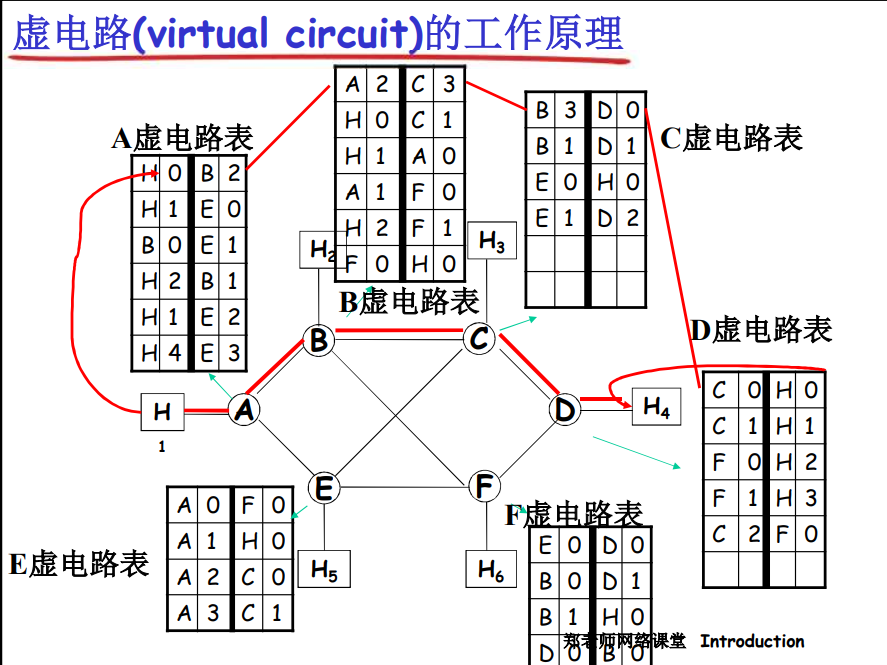 虚电路(virtual circuit)的工作原理
A虚电路表
H 0 B 2
H 1 E 0
B 0 E 1
H 2 B 1
H 1 E 2
H 4 E 3
A 2 C 3
H 0 C 1
H 1 A 0
A 1 F 0
H 2 F 1
F 0 H 0
B虚电路表
B 3 D 0
B 1 D 1
E 0 H 0
E 1 D 2
C虚电路表
D虚电路表
C 0 H 0
C 1 H 1
F 0 H 2
F 1 H 3
C 2 F 0
H2
H3
B
C
H
1
A
D
H4
E
F
H5
H6
E虚电路表
A 0 F 0
A 1 H 0
A 2 C 0
A 3 C 1
F虚电路表
E 0 D 0
B 0 D 1
B 1 H 0
D 0 B 0
郑老师网络课堂 Introduction